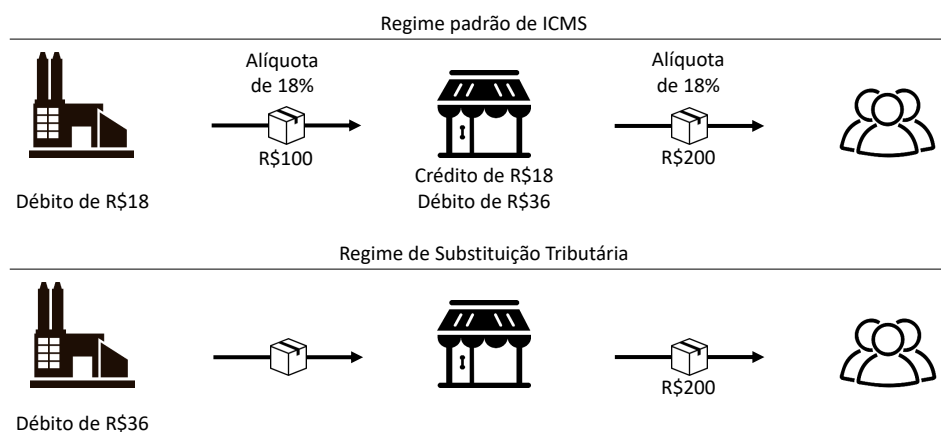 Regime padrão de ICMS
Alíquota
de 18%
Alíquota
de 18%
R$100
R$200
Débito de R$18
Crédito de R$18
Débito de R$36
Regime de Substituição Tributária
R$200
Débito de R$36